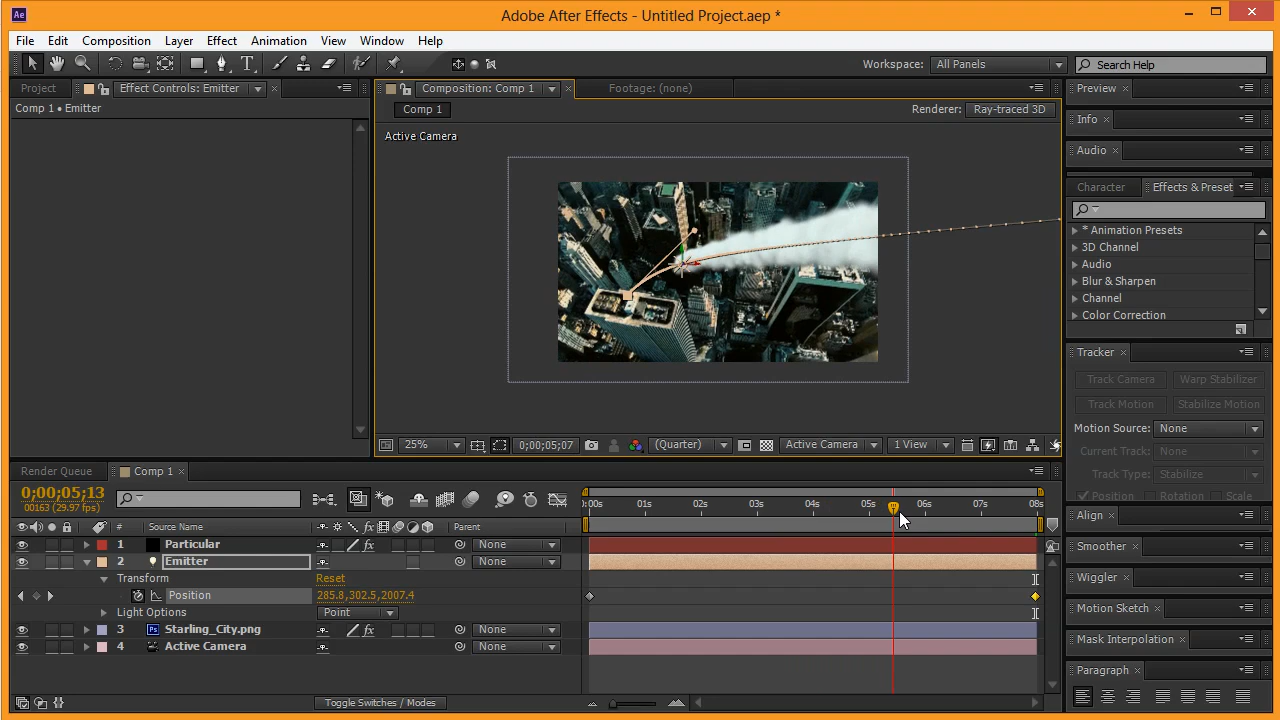 Ae Adobe After Effects - Untitled Project.aep *
File Edit Composition Layer Effect Animation View Window Help
T Workspace: All Panels Search Help
Project Effect Controls: Emitter Composition: Comp 1 Footage: (none) Preview
Comp 1 • Emitter Comp 1 Renderer: Ray-traced 3D Info
Active Camera Audio
Character Effects & Preset
* Animation Presets
3D Channel
Audio
Blur & Sharpen
Channel
Color Correction
Tracker
Track Camera Warp Stabilizer
Track Motion Stabilize Motion
Motion Source: None
25% 0;00;05;07 (Quarter) Active Camera 1 View
Current Track: None
Track Type: Stabilize
Position Rotation Scale
Render Queue Comp 1
0;00;05;13
00163 (29.97 fps)
0:00s 01s 02s 03s 04s 05s 06s 07s 08s
# Source Name fx Parent
1 Particular fx None
2 Emitter None
Transform Reset
Position 285.8,302.5,2007.4
Light Options Point
3 Ps Starling_City.png fx None
4 Active Camera None
Toggle Switches / Modes
Align
Smoother
Wiggler
Motion Sketch
Mask Interpolation
Paragraph